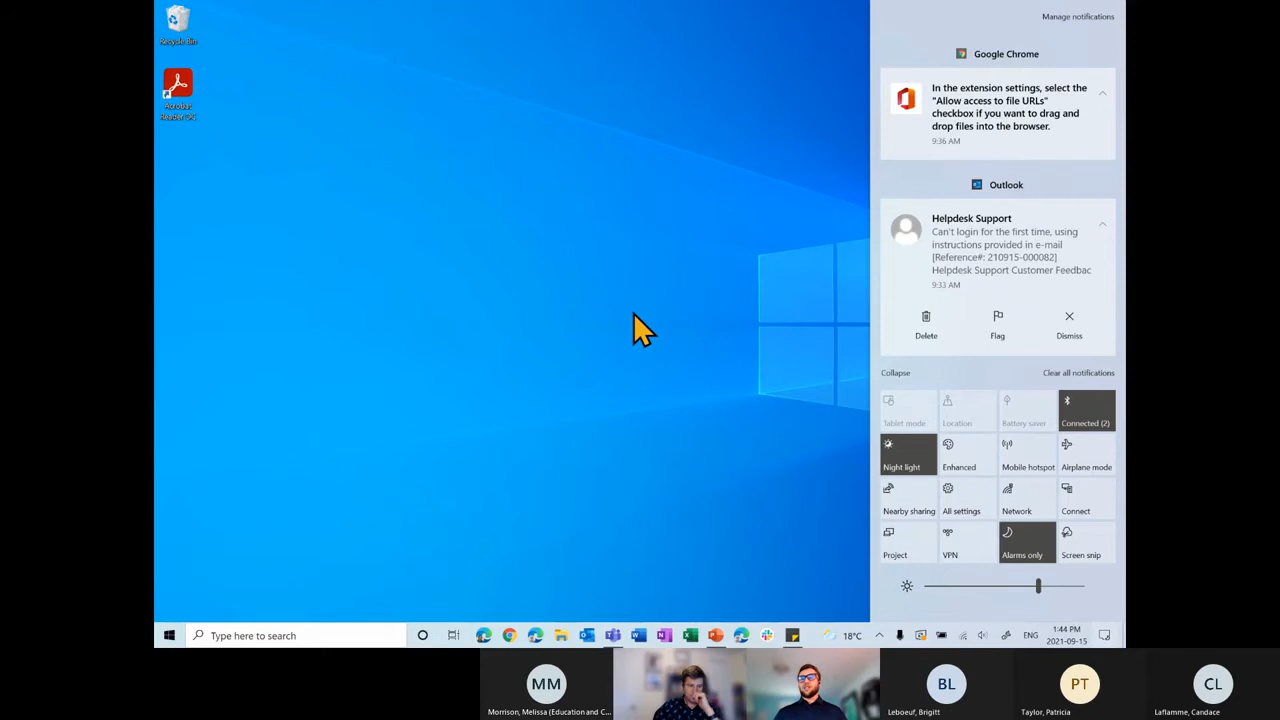 Recycle Bin
Acrobat
Reader DC
Manage notifications
Google Chrome
In the extension settings, select the
"Allow access to file URLs"
checkbox if you want to drag and
drop files into the browser.
9:36 AM
Outlook
Helpdesk Support
Can't login for the first time, using
instructions provided in e-mail
[Reference#: 210915-000082]
Helpdesk Support Customer Feedbac
9:33 AM
Delete
Flag
Dismiss
Collapse
Clear all notifications
Tablet mode
Location
Battery saver
Connected (2)
Night light
Enhanced
Mobile hotspot
Airplane mode
Nearby sharing
All settings
Network
Connect
Project
VPN
Alarms only
Screen snip
Type here to search
18°C
ENG
1:44 PM
2021-09-15
MM
BL
PT
CL
Morrison, Melissa (Education and C...
Leboeuf, Brigitt
Taylor, Patricia
Laflamme, Candace